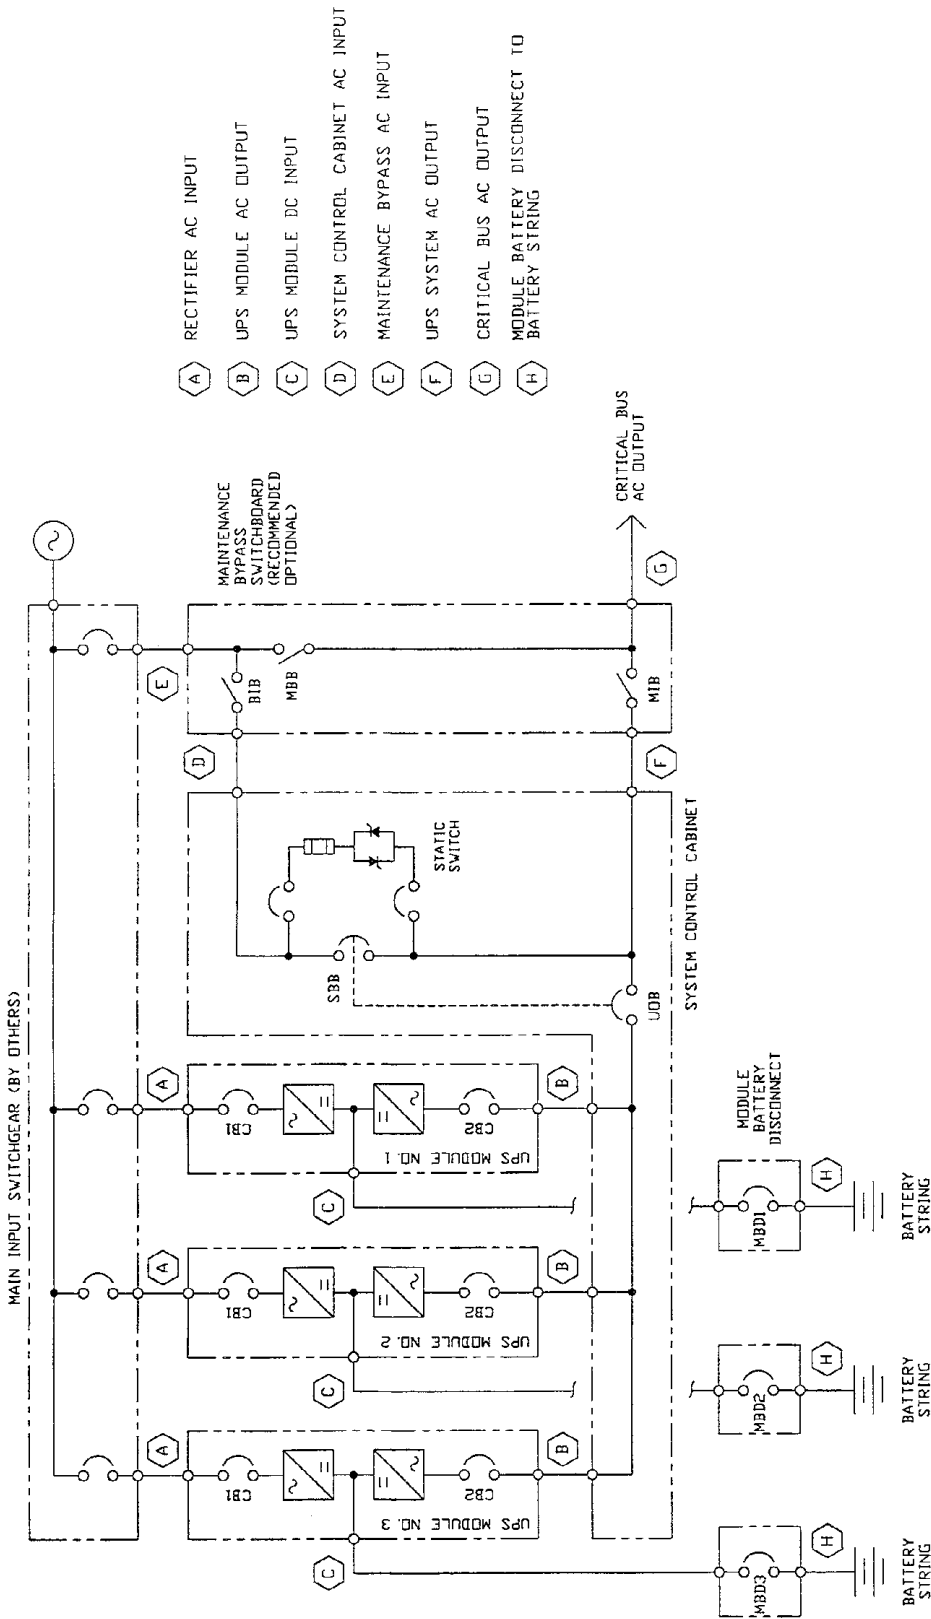 MAIN INPUT SWITCHGEAR (BY OTHERS)
A
A
A
E
CB1
CB1
CB1
UPS MODULE NO. 3
UPS MODULE NO. 2
UPS MODULE NO. 1
CB2
CB2
CB2
C
C
C
B
B
B
D
SBB
STATIC
SWITCH
UOB
SYSTEM CONTROL CABINET
F
MAINTENANCE
BYPASS
SWITCHBOARD
(RECOMMENDED
OPTIONAL)
BIB
MBB
MIB
G
CRITICAL BUS
AC OUTPUT
MODULE
BATTERY
DISCONNECT
MBD3
MBD2
MBD1
H
H
H
BATTERY
STRING
BATTERY
STRING
BATTERY
STRING
A RECTIFIER AC INPUT
B UPS MODULE AC OUTPUT
C UPS MODULE DC INPUT
D SYSTEM CONTROL CABINET AC INPUT
E MAINTENANCE BYPASS AC INPUT
F UPS SYSTEM AC OUTPUT
G CRITICAL BUS AC OUTPUT
H MODULE BATTERY DISCONNECT TO
BATTERY STRING